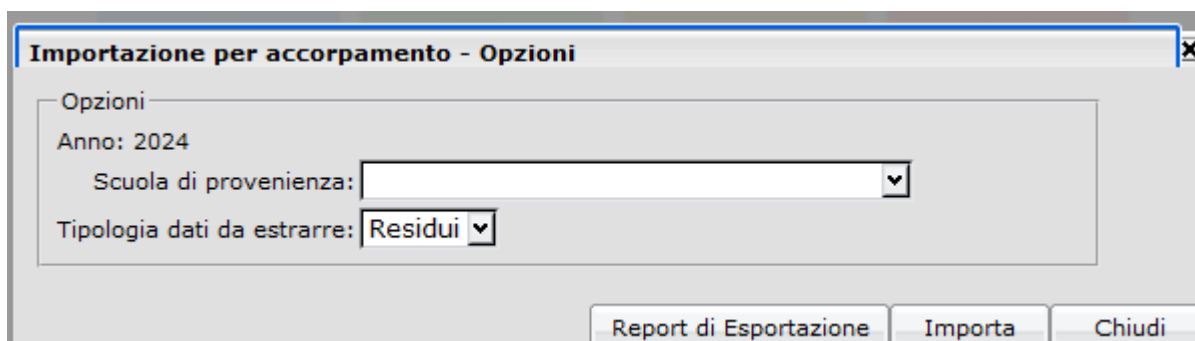 Importazione per accorpamento - Opzioni
Opzioni
Anno: 2024
Scuola di provenienza:
Tipologia dati da estrarre: Residui
Report di Esportazione Importa Chiudi